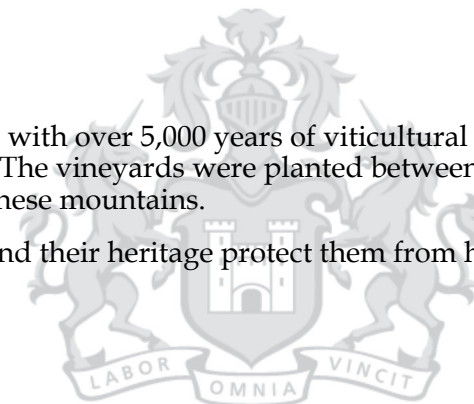 with over 5,000 years of viticultural
The vineyards were planted between
hese mountains.
nd their heritage protect them from h
LABOR OMNIA VINCIT